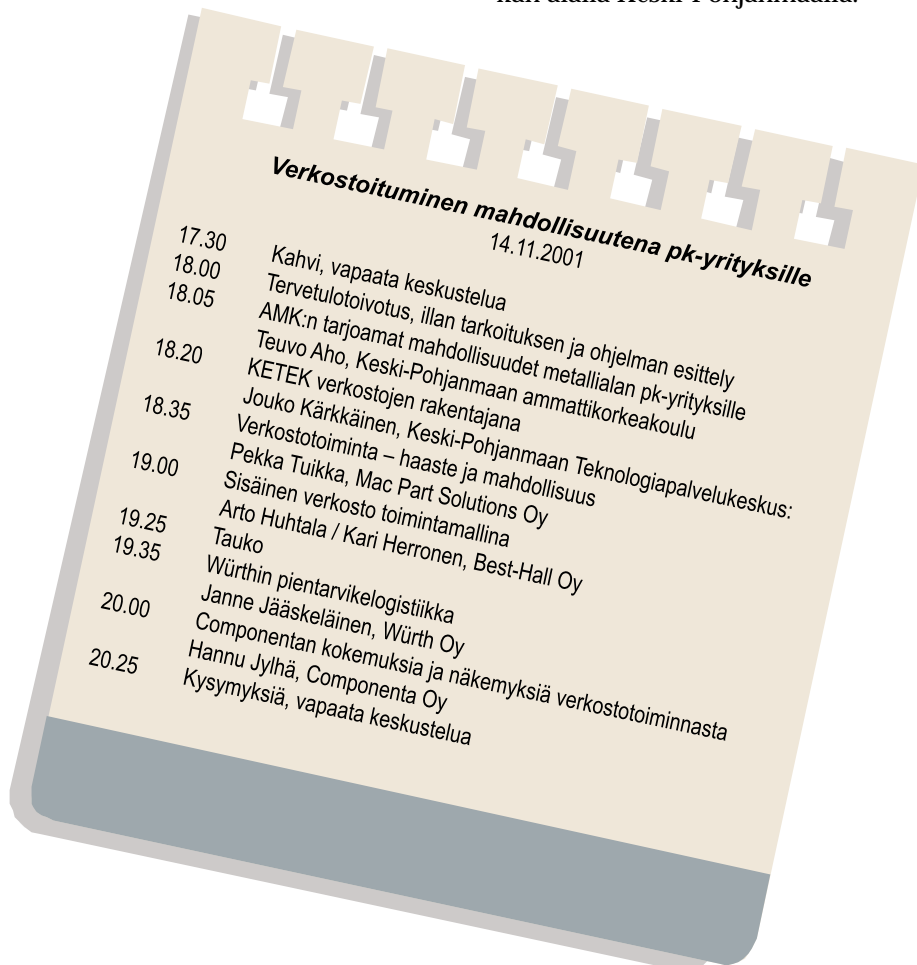 kan alalla Keski-Pohjanmaalla.
Verkostoituminen mahdollisuutena pk-yrityksille
14.11.2001
17.30 Kahvi, vapaata keskustelua
18.00 Tervetulotoivotus, illan tarkoituksen ja ohjelman esittely
18.05 AMK:n tarjoamat mahdollisuudet metallialan pk-yrityksille
Teuvo Aho, Keski-Pohjanmaan ammattikorkeakoulu
18.20 KETEK verkostojen rakentajana
Jouko Kärkkäinen, Keski-Pohjanmaan Teknologiapalvelukeskus:
18.35 Verkostotoiminta – haaste ja mahdollisuus
Pekka Tuikka, Mac Part Solutions Oy
19.00 Sisäinen verkosto toimintamallina
Arto Huhtala / Kari Herronen, Best-Hall Oy
19.25 Tauko
19.35 Würthin pientarvikelogistiikka
Janne Jääskeläinen, Würth Oy
20.00 Componentan kokemuksia ja näkemyksiä verkostotoiminnasta
Hannu Jylhä, Componenta Oy
20.25 Kysymyksiä, vapaata keskustelua